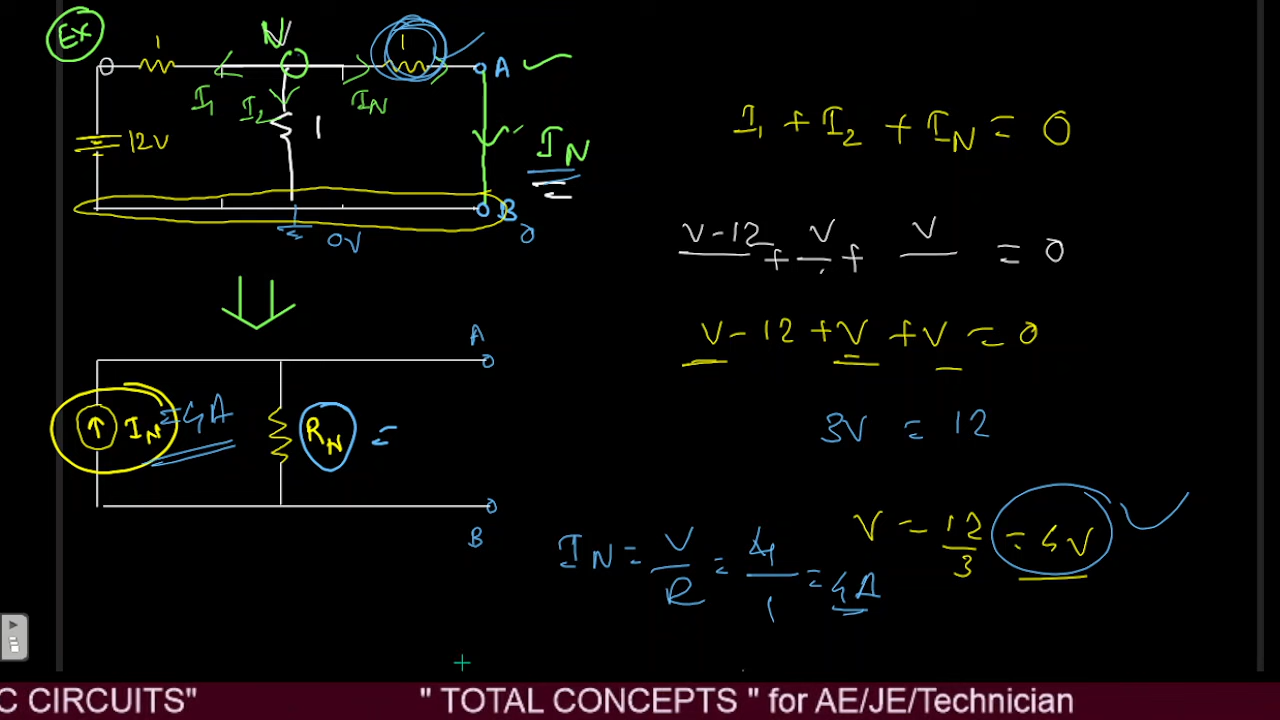 EX
1
N
1
A
I1
I2
IN
12V
1
IN
B
0V
I1 + I2 + IN = 0
V-12 + V + V = 0
V - 12 + V + V = 0
3V = 12
V = 12/3 = 4V
IN = V/R = 4/1 = 4A
A
IN = 4A
RN =
B
C CIRCUITS" " TOTAL CONCEPTS " for AE/JE/Technician